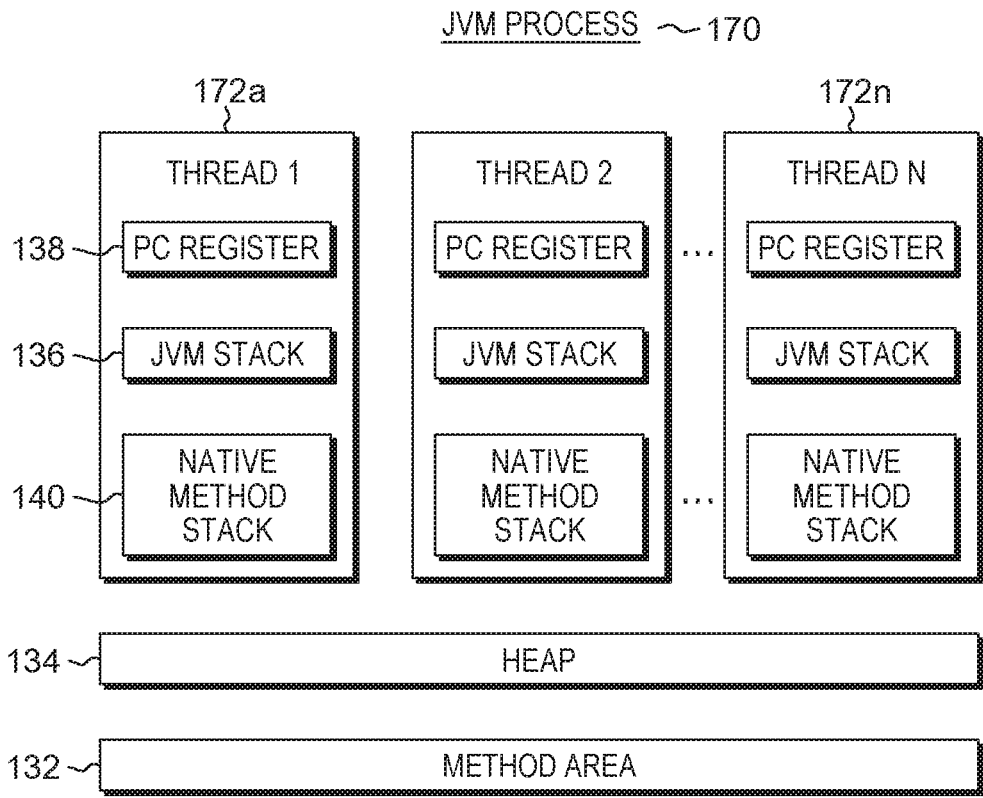 JVM PROCESS 170
172a
172n
THREAD 1
THREAD 2
THREAD N
138
PC REGISTER
PC REGISTER
...
PC REGISTER
136
JVM STACK
JVM STACK
JVM STACK
140
NATIVE
METHOD
STACK
NATIVE
METHOD
STACK
...
NATIVE
METHOD
STACK
134
HEAP
132
METHOD AREA